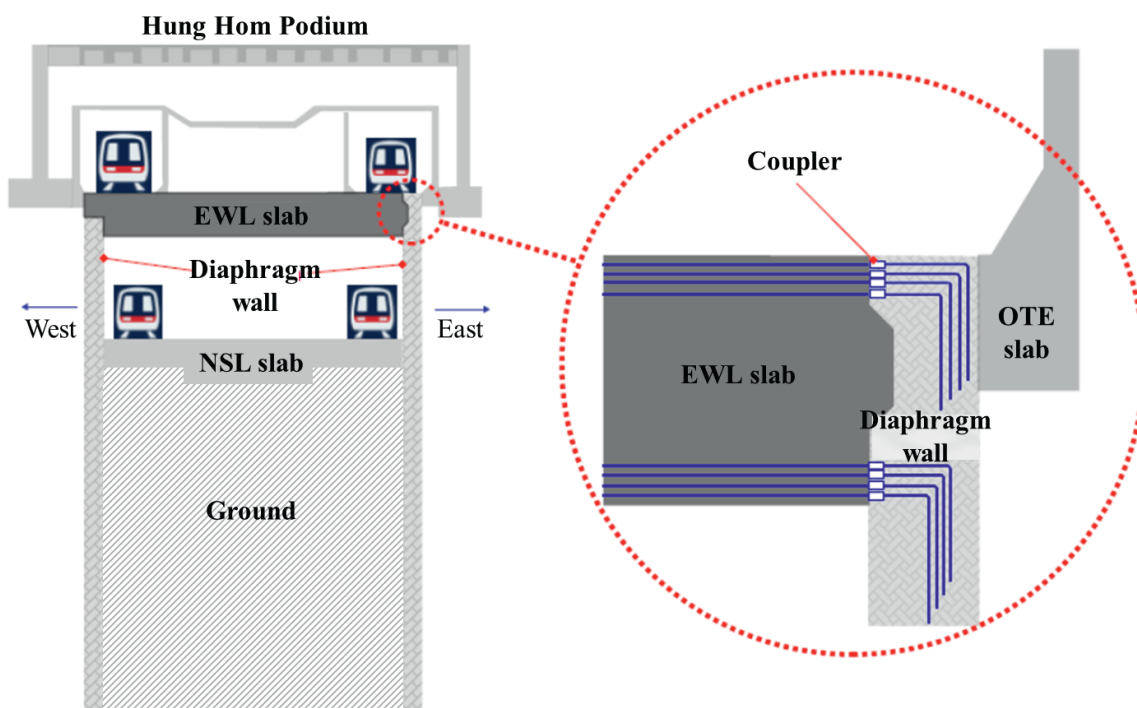 Hung Hom Podium
EWL slab
Diaphragm
wall
West
East
NSL slab
Ground
Coupler
OTE
slab
EWL slab
Diaphragm
wall